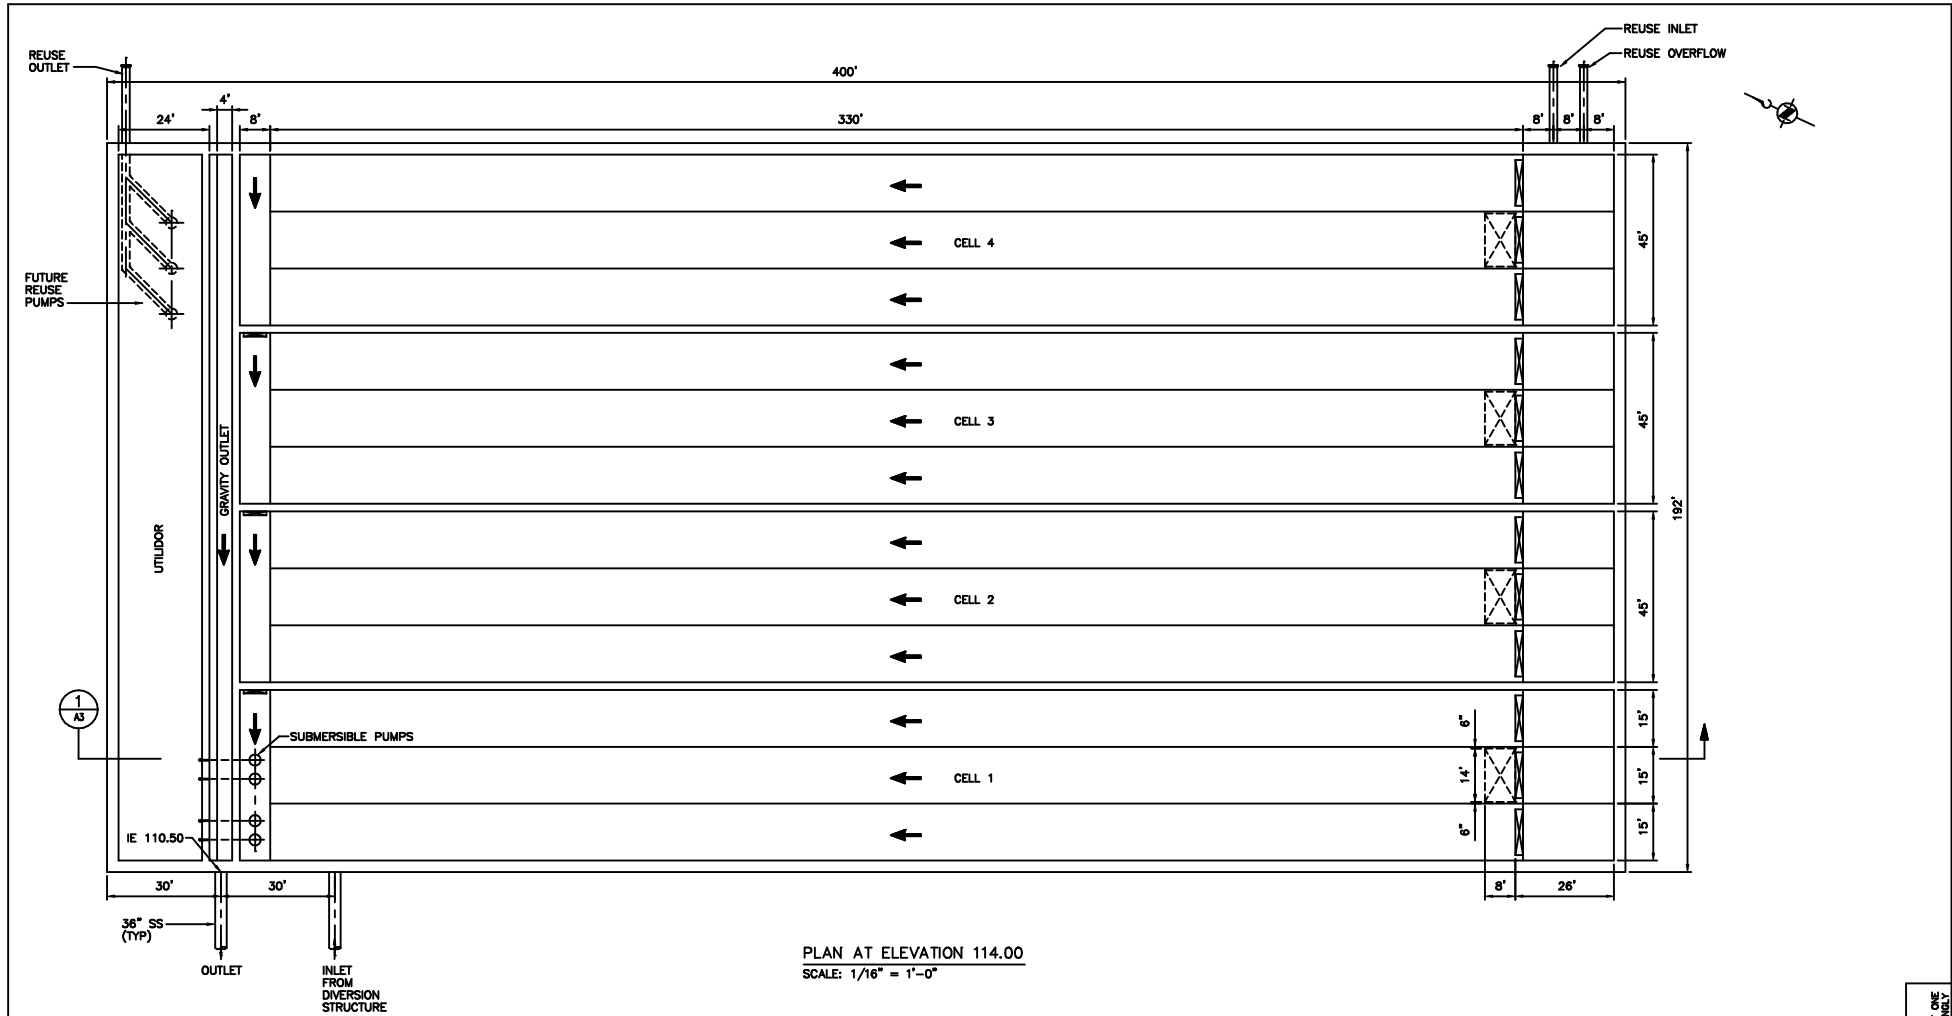 REUSE INLET
REUSE OVERFLOW
REUSE
OUTLET
400'
4'
24'
8'
330'
8'
8'
8'
CELL 4
45'
FUTURE
REUSE
PUMPS
CELL 3
45'
GRAVITY OUTLET
192'
UTILIDOR
CELL 2
45'
1
A3
SUBMERSIBLE PUMPS
6"
15'
CELL 1
14'
15'
IE 110.50
6"
15'
30'
30'
8'
26'
36" SS
(TYP)
OUTLET
INLET
FROM
DIVERSION
STRUCTURE
PLAN AT ELEVATION 114.00
SCALE: 1/16" = 1'-0"
ONE